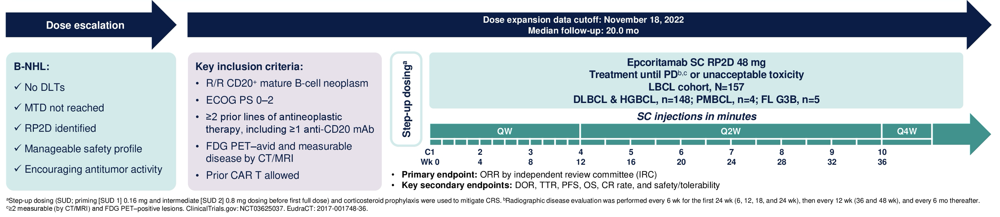 Dose escalation
Dose expansion data cutoff: November 18, 2022
Median follow-up: 20.0 mo
B-NHL:
✓ No DLTs
✓ MTD not reached
✓ RP2D identified
✓ Manageable safety profile
✓ Encouraging antitumor activity
Key inclusion criteria:
• R/R CD20⁺ mature B-cell neoplasm
• ECOG PS 0–2
• ≥2 prior lines of antineoplastic
therapy, including ≥1 anti-CD20 mAb
• FDG PET–avid and measurable
disease by CT/MRI
• Prior CAR T allowed
Step-up dosingᵃ
Epcoritamab SC RP2D 48 mg
Treatment until PDᵇ,ᶜ or unacceptable toxicity
LBCL cohort, N=157
DLBCL & HGBCL, n=148; PMBCL, n=4; FL G3B, n=5
SC injections in minutes
QW Q2W Q4W
C1 2 3 4 5 6 7 8 9 10
Wk 0 4 8 12 16 20 24 28 32 36
• Primary endpoint: ORR by independent review committee (IRC)
• Key secondary endpoints: DOR, TTR, PFS, OS, CR rate, and safety/tolerability
ᵃStep-up dosing (SUD; priming [SUD 1] 0.16 mg and intermediate [SUD 2] 0.8 mg dosing before first full dose) and corticosteroid prophylaxis were used to mitigate CRS. ᵇRadiographic disease evaluation was performed every 6 wk for the first 24 wk (6, 12, 18, and 24 wk), then every 12 wk (36 and 48 wk), and every 6 mo thereafter.
ᶜ≥2 measurable (by CT/MRI) and FDG PET–positive lesions. ClinicalTrials.gov: NCT03625037. EudraCT: 2017-001748-36.